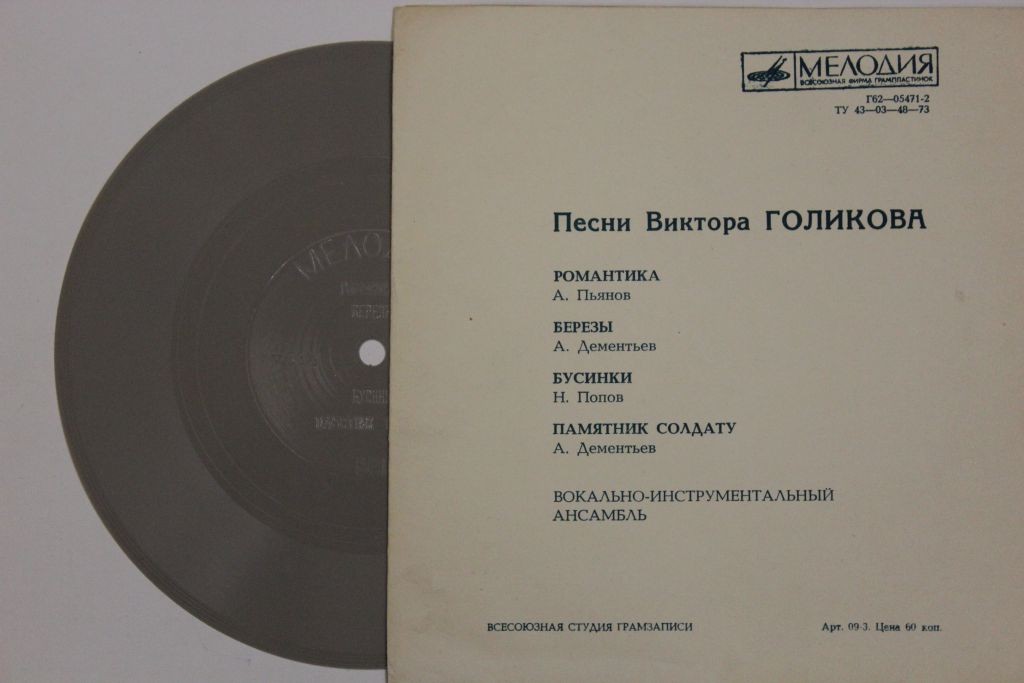 МЕЛОДИЯ
ВСЕСОЮЗНАЯ ФИРМА ГРАМПЛАСТИНОК
Г62—05471-2
ТУ 43—03—48—73
Песни Виктора ГОЛИКОВА
РОМАНТИКА
А. Пьянов
БЕРЕЗЫ
А. Дементьев
БУСИНКИ
Н. Попов
ПАМЯТНИК СОЛДАТУ
А. Дементьев
ВОКАЛЬНО-ИНСТРУМЕНТАЛЬНЫЙ
АНСАМБЛЬ
ВСЕСОЮЗНАЯ СТУДИЯ ГРАМЗАПИСИ
Арт. 09-3. Цена 60 коп.
МЕЛОД